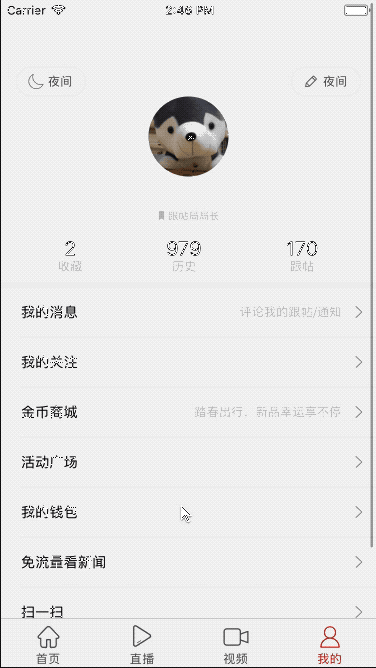 Carrier 2:46 PM
夜间 夜间
跟帖局局长
2 979 170
收藏 历史 跟帖
我的消息 评论我的跟帖/通知
我的关注
金币商城 踏春出行，新品幸运享不停
活动广场
我的钱包
免流量看新闻
扫一扫
首页 直播 视频 我的